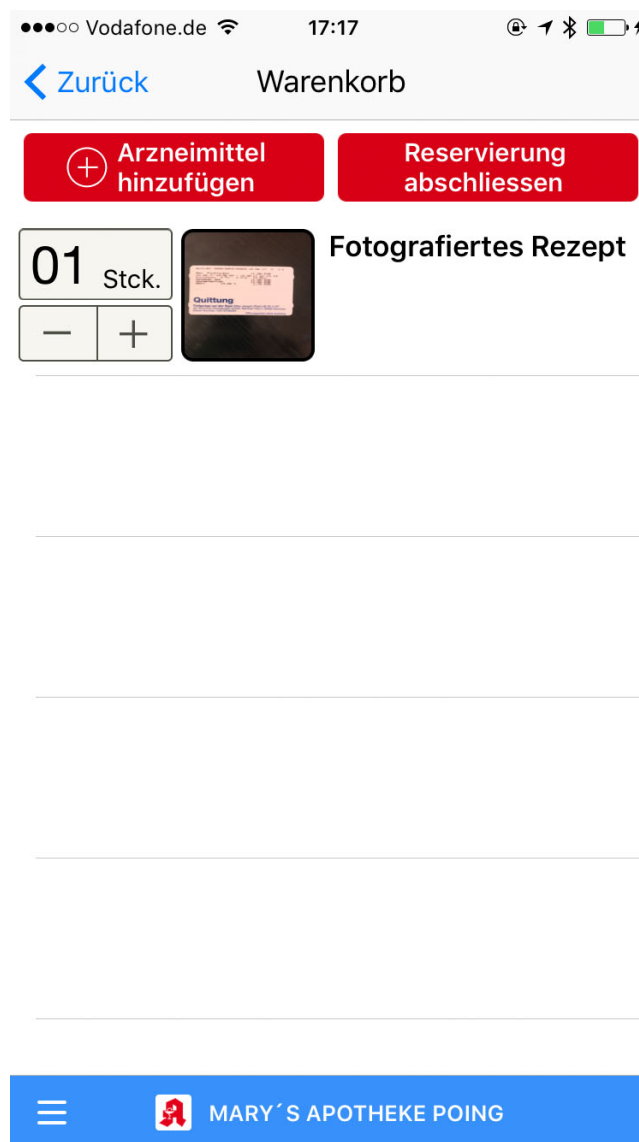 Vodafone.de 17:17
Zurück Warenkorb
Arzneimittel
hinzufügen
Reservierung
abschliessen
01 Stck.
− +
Fotografiertes Rezept
Quittung
MARY´S APOTHEKE POING